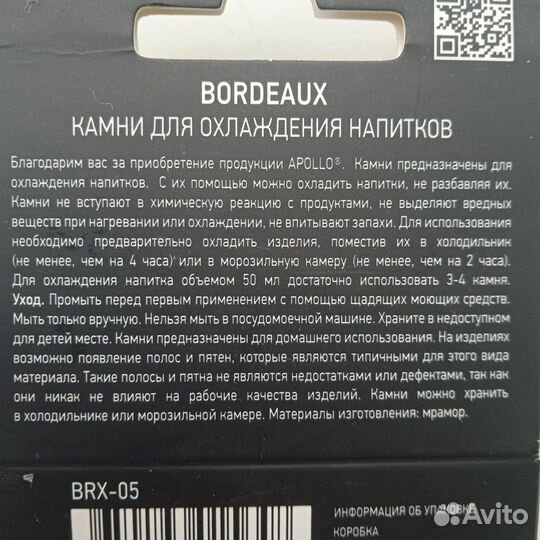 BORDEAUX
КАМНИ ДЛЯ ОХЛАЖДЕНИЯ НАПИТКОВ
Благодарим вас за приобретение продукции APOLLO®. Камни предназначены для
охлаждения напитков. С их помощью можно охладить напитки, не разбавляя их.
Камни не вступают в химическую реакцию с продуктами, не выделяют вредных
веществ при нагревании или охлаждении, не впитывают запахи. Для использования
необходимо предварительно охладить изделия, поместив их в холодильник
(не менее, чем на 4 часа) или в морозильную камеру (не менее, чем на 2 часа).
Для охлаждения напитка объемом 50 мл достаточно использовать 3-4 камня.
Уход. Промыть перед первым применением с помощью щадящих моющих средств.
Мыть только вручную. Нельзя мыть в посудомоечной машине. Храните в недоступном
для детей месте. Камни предназначены для домашнего использования. На изделиях
возможно появление полос и пятен, которые являются типичными для этого вида
материала. Такие полосы и пятна не являются недостатками или дефектами, так как
они никак не влияют на рабочие качества изделий. Камни можно хранить
в холодильнике или морозильной камере. Материалы изготовления: мрамор.
BRX-05
ИНФОРМАЦИЯ ОБ УПАКОВКЕ
КОРОБКА
Avito